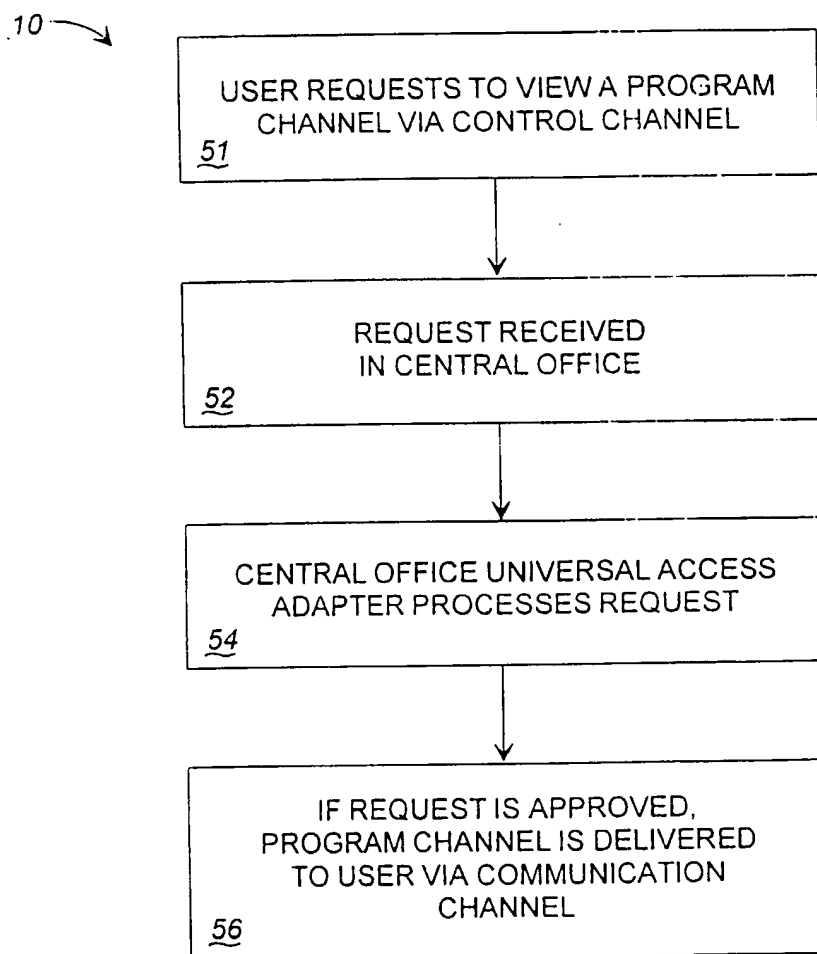 10
USER REQUESTS TO VIEW A PROGRAM
CHANNEL VIA CONTROL CHANNEL
51
REQUEST RECEIVED
IN CENTRAL OFFICE
52
CENTRAL OFFICE UNIVERSAL ACCESS
ADAPTER PROCESSES REQUEST
54
IF REQUEST IS APPROVED,
PROGRAM CHANNEL IS DELIVERED
TO USER VIA COMMUNICATION
CHANNEL
56